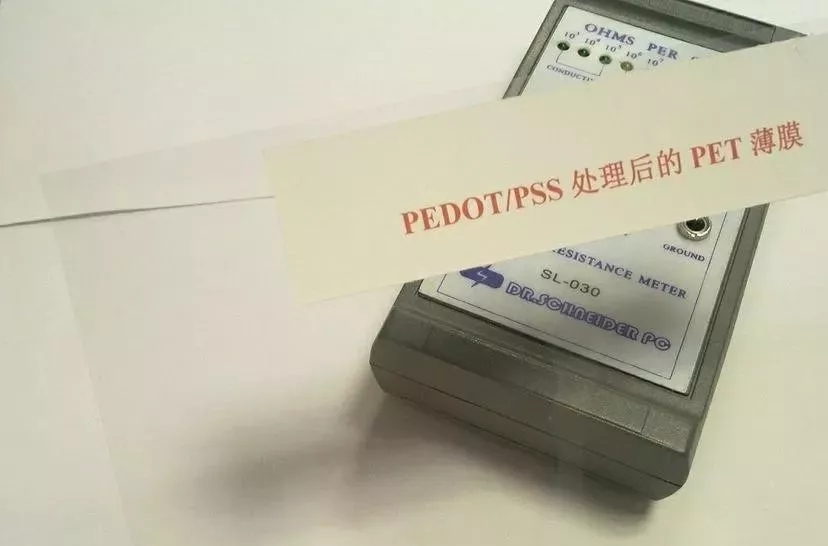 OHMS PER
10³ 10⁴ 10⁵ 10⁶ 10⁷
PEDOT/PSS 处理后的 PET 薄膜
GROUND
RESISTANCE METER
SL-030
DR.SCHNEIDER PC